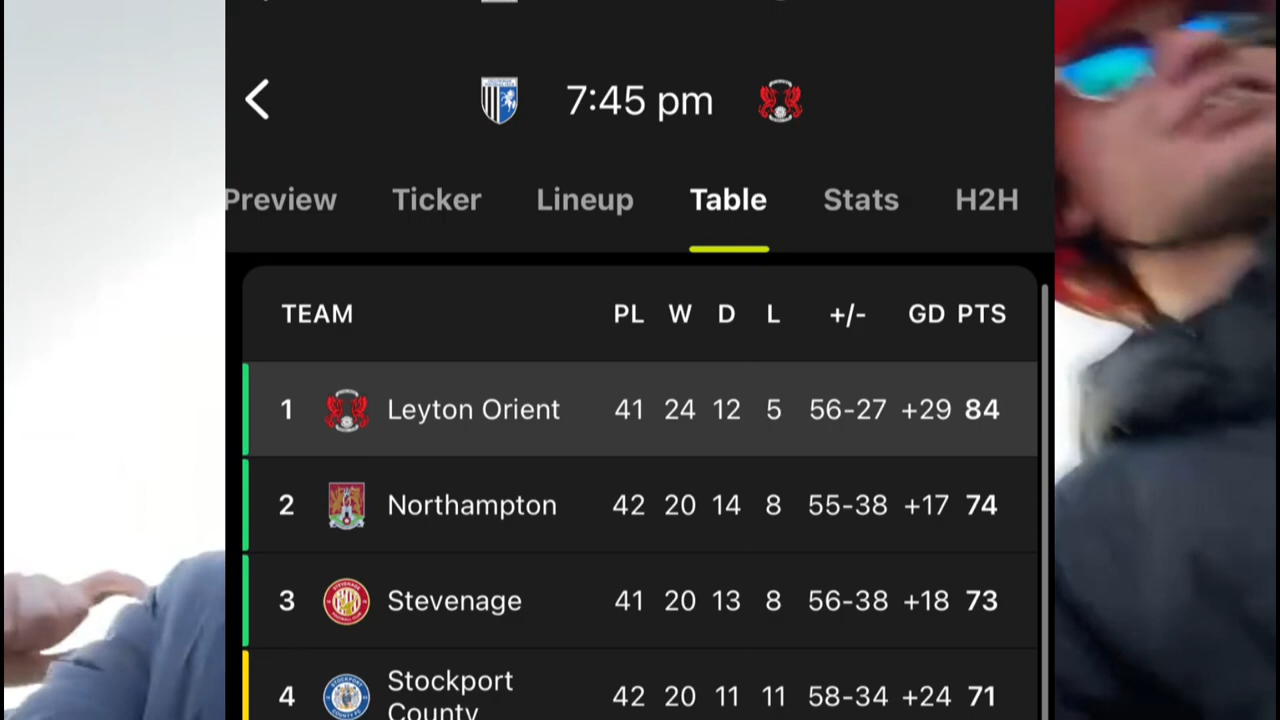 7:45 pm
Preview Ticker Lineup Table Stats H2H
TEAM PL W D L +/- GD PTS
1 Leyton Orient 41 24 12 5 56-27 +29 84
2 Northampton 42 20 14 8 55-38 +17 74
3 Stevenage 41 20 13 8 56-38 +18 73
4 Stockport County 42 20 11 11 58-34 +24 71